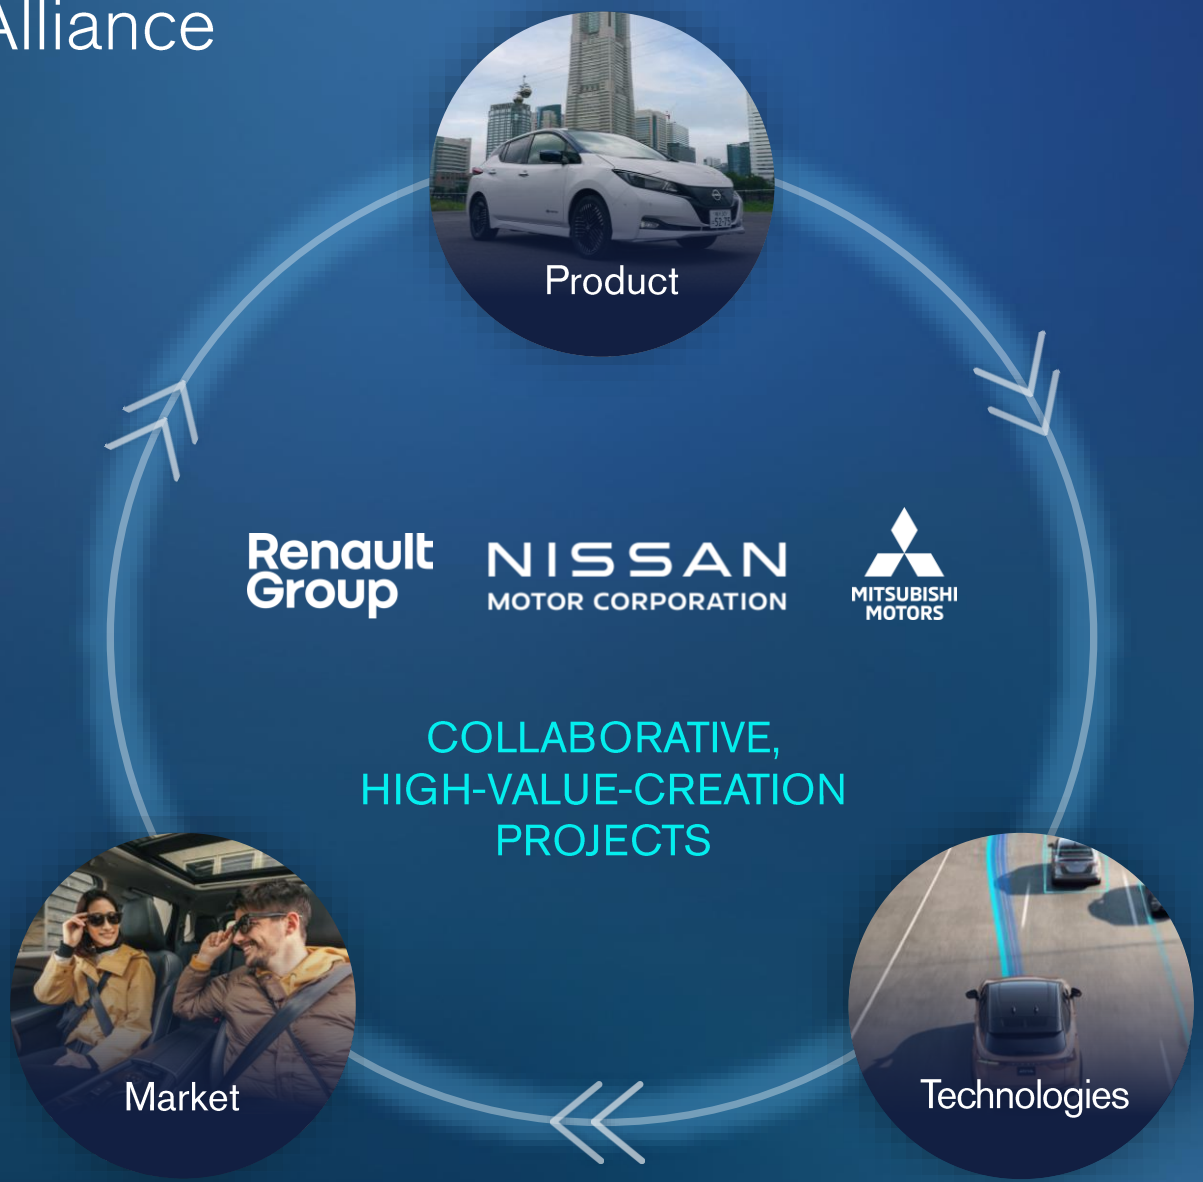 Alliance
Product
Renault
Group
NISSAN
MOTOR CORPORATION
MITSUBISHI
MOTORS
COLLABORATIVE,
HIGH-VALUE-CREATION
PROJECTS
Market
Technologies